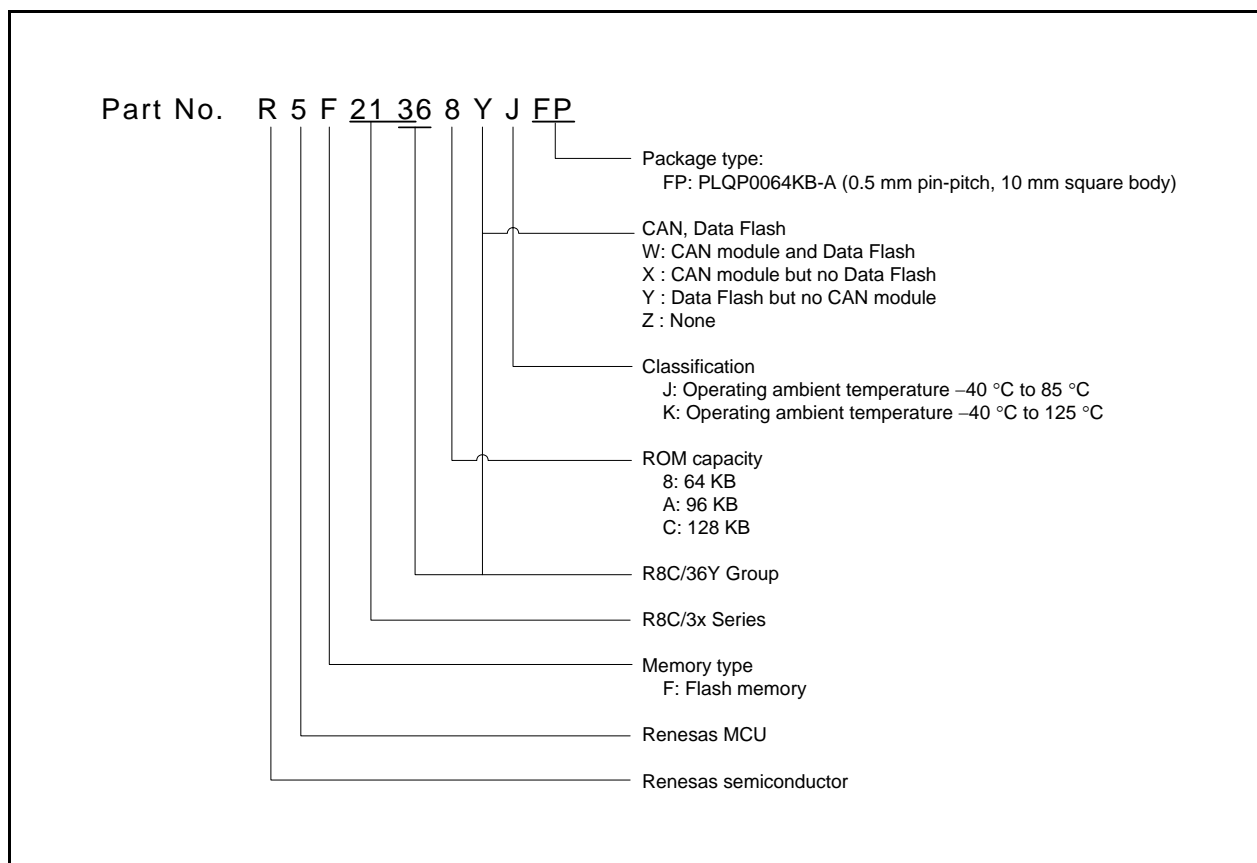 Part No. R 5 F 21 36 8 Y J FP
Package type:
FP: PLQP0064KB-A (0.5 mm pin-pitch, 10 mm square body)
CAN, Data Flash
W: CAN module and Data Flash
X : CAN module but no Data Flash
Y : Data Flash but no CAN module
Z : None
Classification
J: Operating ambient temperature −40 °C to 85 °C
K: Operating ambient temperature −40 °C to 125 °C
ROM capacity
8: 64 KB
A: 96 KB
C: 128 KB
R8C/36Y Group
R8C/3x Series
Memory type
F: Flash memory
Renesas MCU
Renesas semiconductor